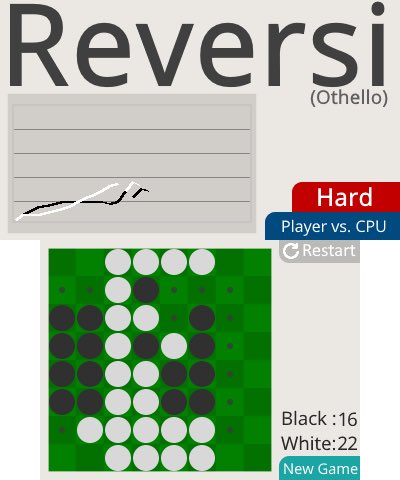 Reversi
(Othello)
Hard
Player vs. CPU
Restart
Black :16
White:22
New Game